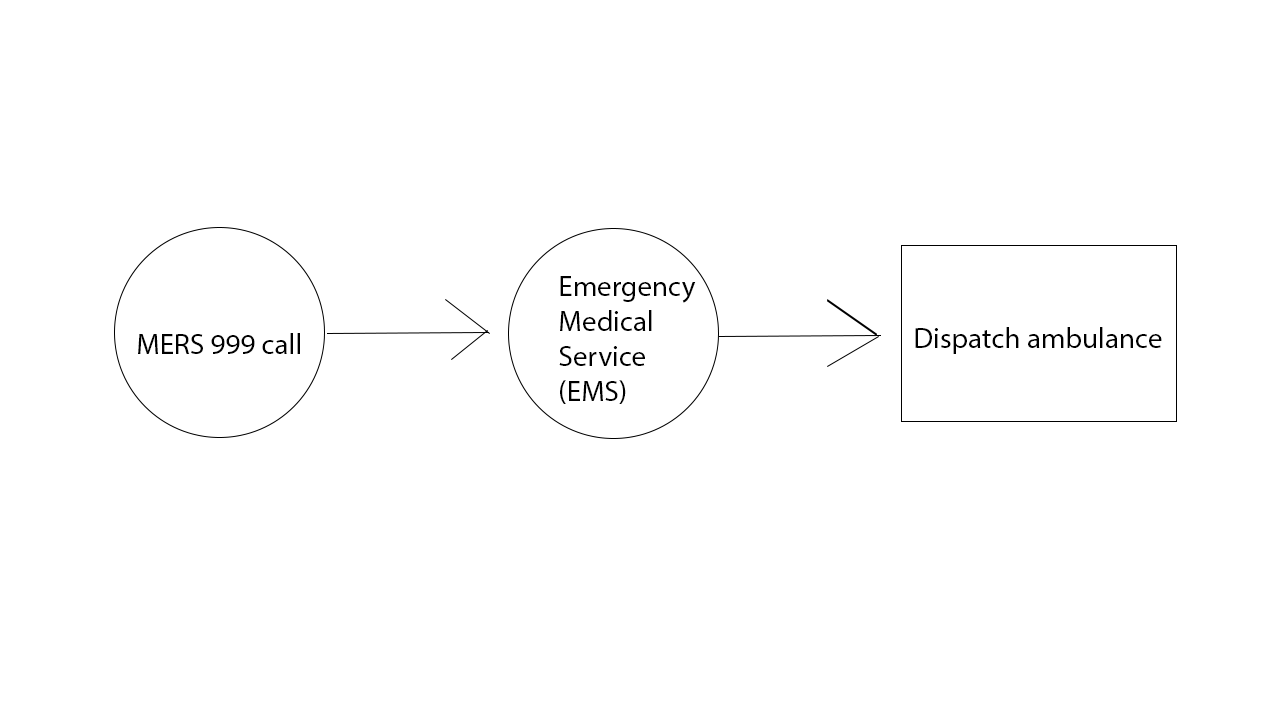 MERS 999 call
Emergency
Medical
Service
(EMS)
Dispatch ambulance